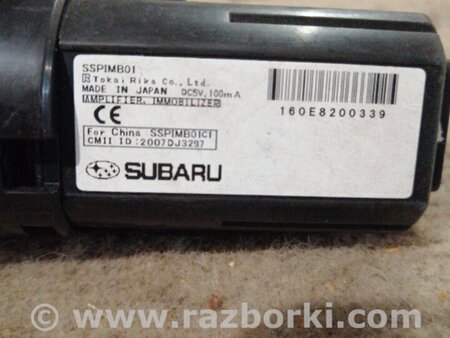 SSPIMB01
R Tokai Rika Co., Ltd.
MADE IN JAPAN DC5V, 100mA
AMPLIFIER, IMMOBILIZER
CE
For China SSPIMB01CI
CMII ID:2007DJ3297
SUBARU
160E8200339
© www.razborki.com